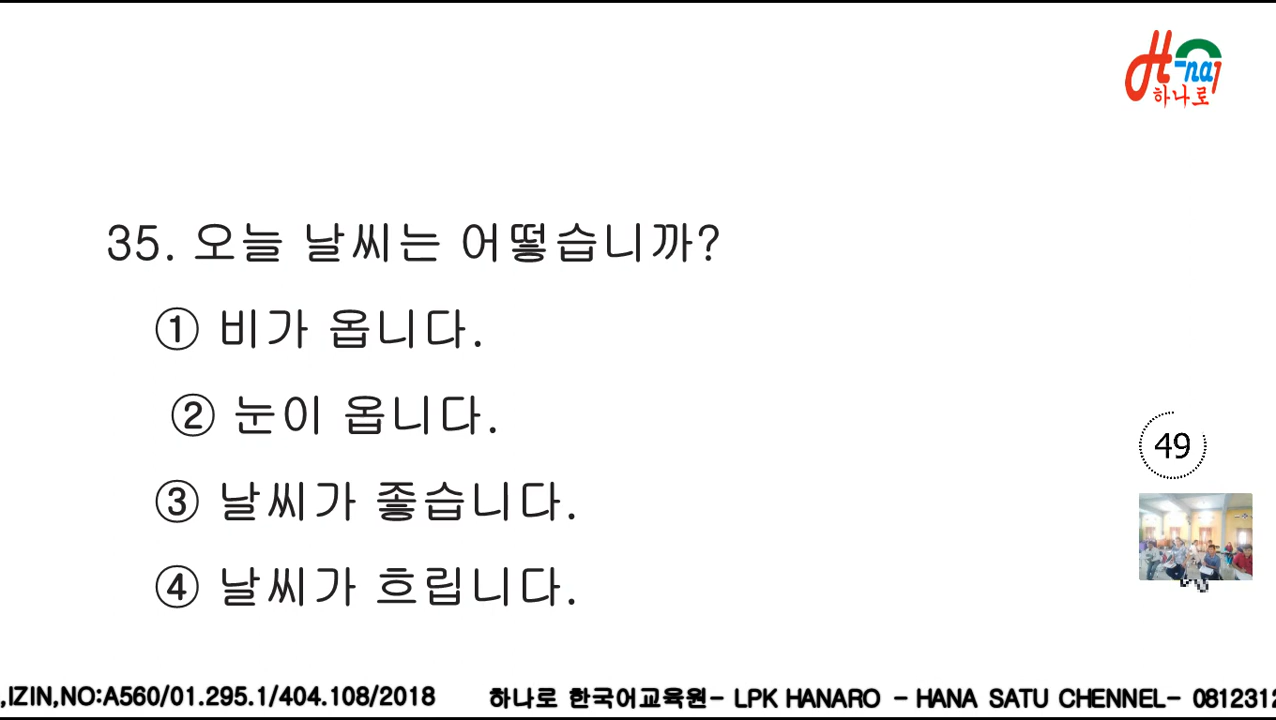 H-na
하나로
35. 오늘 날씨는 어떻습니까?
① 비가 옵니다.
② 눈이 옵니다.
③ 날씨가 좋습니다.
④ 날씨가 흐립니다.
49
,IZIN,NO:A560/01.295.1/404.108/2018 하나로 한국어교육원- LPK HANARO - HANA SATU CHENNEL- 0812312